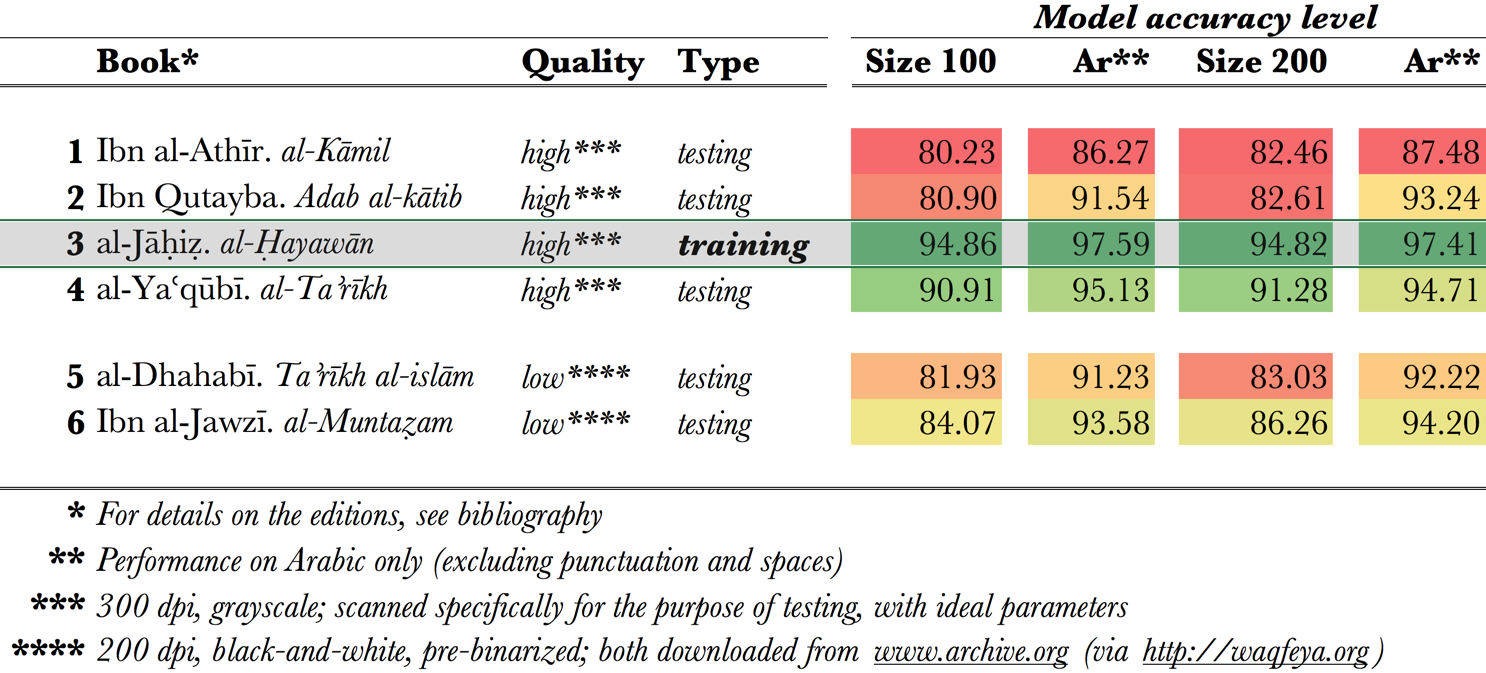 Model accuracy level
Book* Quality Type Size 100 Ar** Size 200 Ar**
1 Ibn al-Athīr. al-Kāmil high*** testing 80.23 86.27 82.46 87.48
2 Ibn Qutayba. Adab al-kātib high*** testing 80.90 91.54 82.61 93.24
3 al-Jāḥiẓ. al-Ḥayawān high*** training 94.86 97.59 94.82 97.41
4 al-Yaʿqūbī. al-Taʾrīkh high*** testing 90.91 95.13 91.28 94.71
5 al-Dhahabī. Taʾrīkh al-islām low**** testing 81.93 91.23 83.03 92.22
6 Ibn al-Jawzī. al-Muntaẓam low**** testing 84.07 93.58 86.26 94.20
* For details on the editions, see bibliography
** Performance on Arabic only (excluding punctuation and spaces)
*** 300 dpi, grayscale; scanned specifically for the purpose of testing, with ideal parameters
**** 200 dpi, black-and-white, pre-binarized; both downloaded from www.archive.org (via http://waqfeya.org)